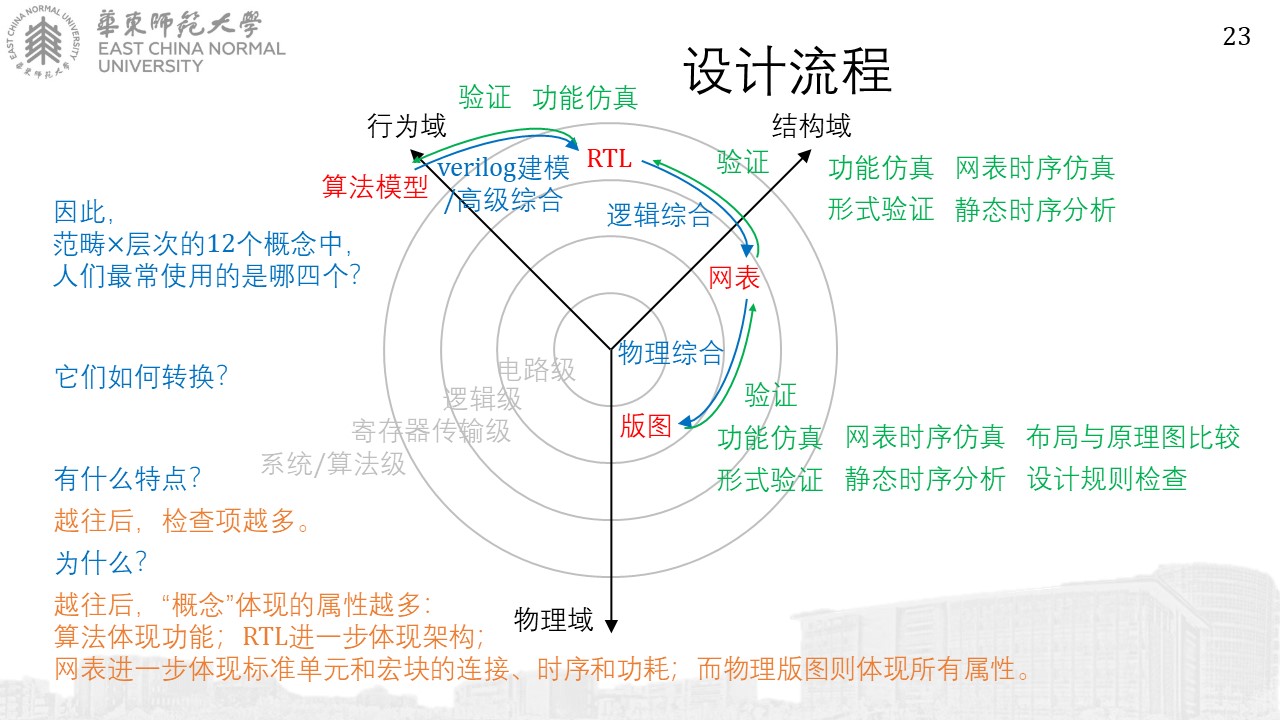 華東師範大學
EAST CHINA NORMAL
UNIVERSITY
EAST CHINA NORMAL UNIVERSITY
華東师范大学
23
设计流程
验证 功能仿真
行为域
结构域
算法模型
verilog建模
/高级综合
RTL
验证
功能仿真 网表时序仿真
形式验证 静态时序分析
逻辑综合
因此，
范畴×层次的12个概念中，
人们最常使用的是哪四个？
网表
物理综合
它们如何转换？
电路级
逻辑级
寄存器传输级
系统/算法级
版图
验证
功能仿真 网表时序仿真 布局与原理图比较
形式验证 静态时序分析 设计规则检查
有什么特点？
越往后，检查项越多。
为什么？
越往后，“概念”体现的属性越多：
算法体现功能；RTL进一步体现架构；
网表进一步体现标准单元和宏块的连接、时序和功耗；而物理版图则体现所有属性。
物理域